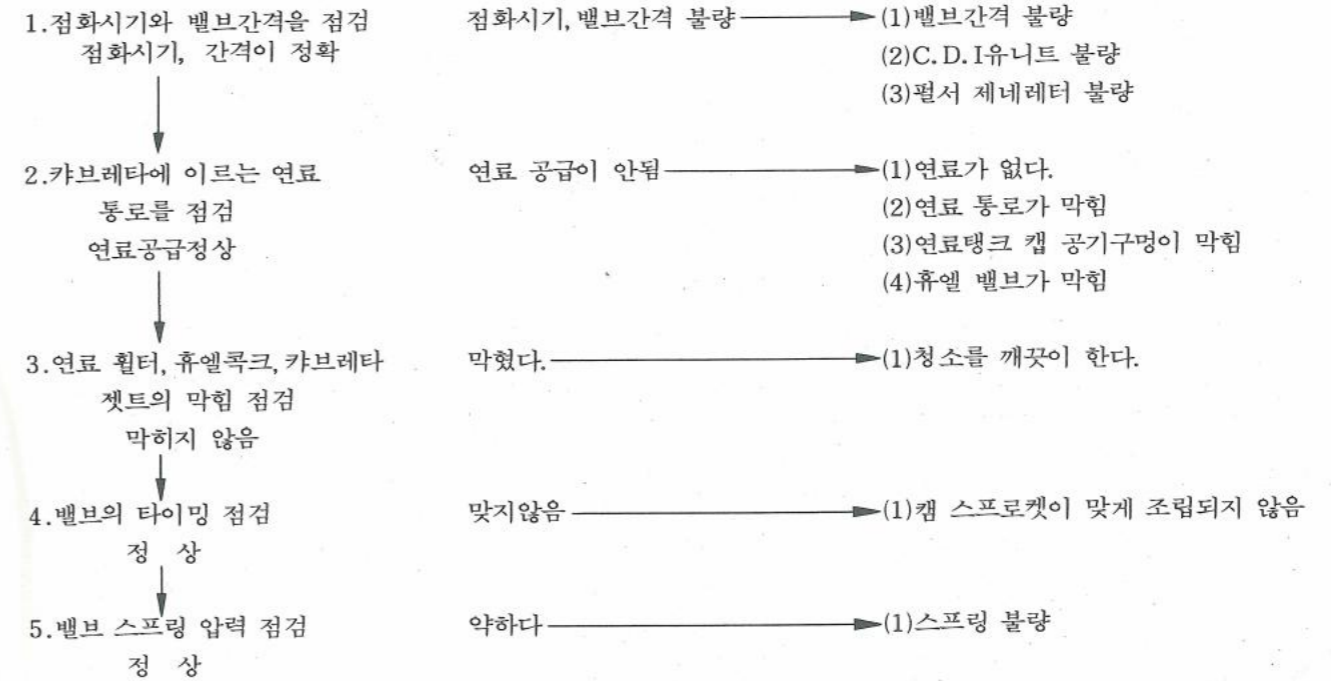 1.점화시기와 밸브간격을 점검
점화시기, 간격이 정확
점화시기, 밸브간격 불량
(1)밸브간격 불량
(2)C.D.I유니트 불량
(3)펄서 제네레터 불량
2.캬브레타에 이르는 연료
통로를 점검
연료공급정상
연료 공급이 안됨
(1)연료가 없다.
(2)연료 통로가 막힘
(3)연료탱크 캡 공기구멍이 막힘
(4)휴엘 밸브가 막힘
3.연료 휠터, 휴엘콕크, 캬브레타
젯트의 막힘 점검
막히지 않음
막혔다.
(1)청소를 깨끗이 한다.
4.밸브의 타이밍 점검
정 상
맞지않음
(1)캠 스프로켓이 맞게 조립되지 않음
5.밸브 스프링 압력 점검
정 상
약하다
(1)스프링 불량